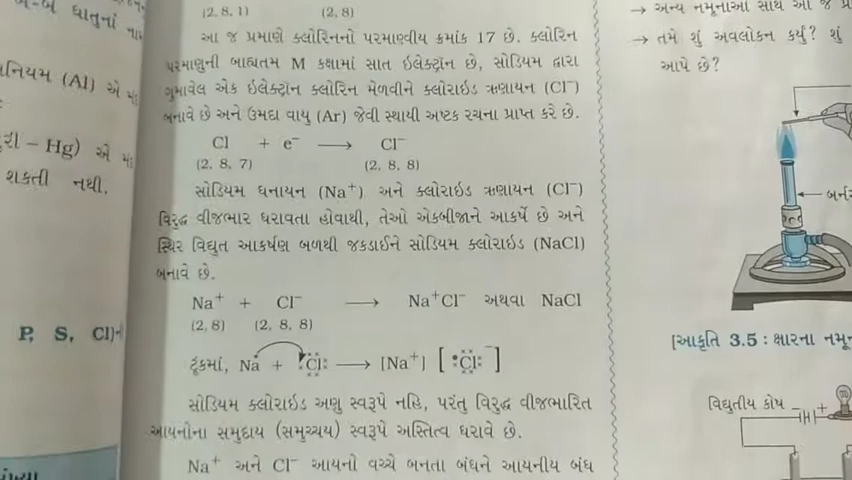 ધાતુનાં
નિયમ (Al) એ
– Hg) એ
શકતી નથી.
P, S, Cl)
(2, 8, 1) (2, 8)
આ જ પ્રમાણે ક્લોરિનનો પરમાણ્વીય ક્રમાંક 17 છે. ક્લોરિન
પરમાણુની બાહ્યતમ M કક્ષામાં સાત ઇલેક્ટ્રૉન છે, સોડિયમ દ્વારા
ગુમાવેલ એક ઇલેક્ટ્રૉન ક્લોરિન મેળવીને ક્લોરાઇડ ઋણાયન (Cl⁻)
બનાવે છે અને ઉમદા વાયુ (Ar) જેવી સ્થાયી અષ્ટક રચના પ્રાપ્ત કરે છે.
Cl + e⁻ ⟶ Cl⁻
(2, 8, 7) (2, 8, 8)
સોડિયમ ધનાયન (Na⁺) અને ક્લોરાઇડ ઋણાયન (Cl⁻)
વિરુદ્ધ વીજભાર ધરાવતા હોવાથી, તેઓ એકબીજાને આકર્ષે છે અને
સ્થિર વિદ્યુત આકર્ષણ બળથી જકડાઈને સોડિયમ ક્લોરાઇડ (NaCl)
બનાવે છે.
Na⁺ + Cl⁻ ⟶ Na⁺Cl⁻ અથવા NaCl
(2, 8) (2, 8, 8)
ટૂંકમાં, Na + Cl ⟶ [Na⁺] [Cl⁻]
સોડિયમ ક્લોરાઇડ અણુ સ્વરૂપે નહિ, પરંતુ વિરુદ્ધ વીજભારિત
આયનોના સમુદાય (સમુચ્ચય) સ્વરૂપે અસ્તિત્વ ધરાવે છે.
Na⁺ અને Cl⁻ આયનો વચ્ચે બનતા બંધને આયનીય બંધ
→ અન્ય નમૂનાઓ સાથે આ જ
→ તમે શું અવલોકન કર્યું? શું
આપે છે?
[આકૃતિ 3.5 : ક્ષારના
વિદ્યુતીય કોષ – +